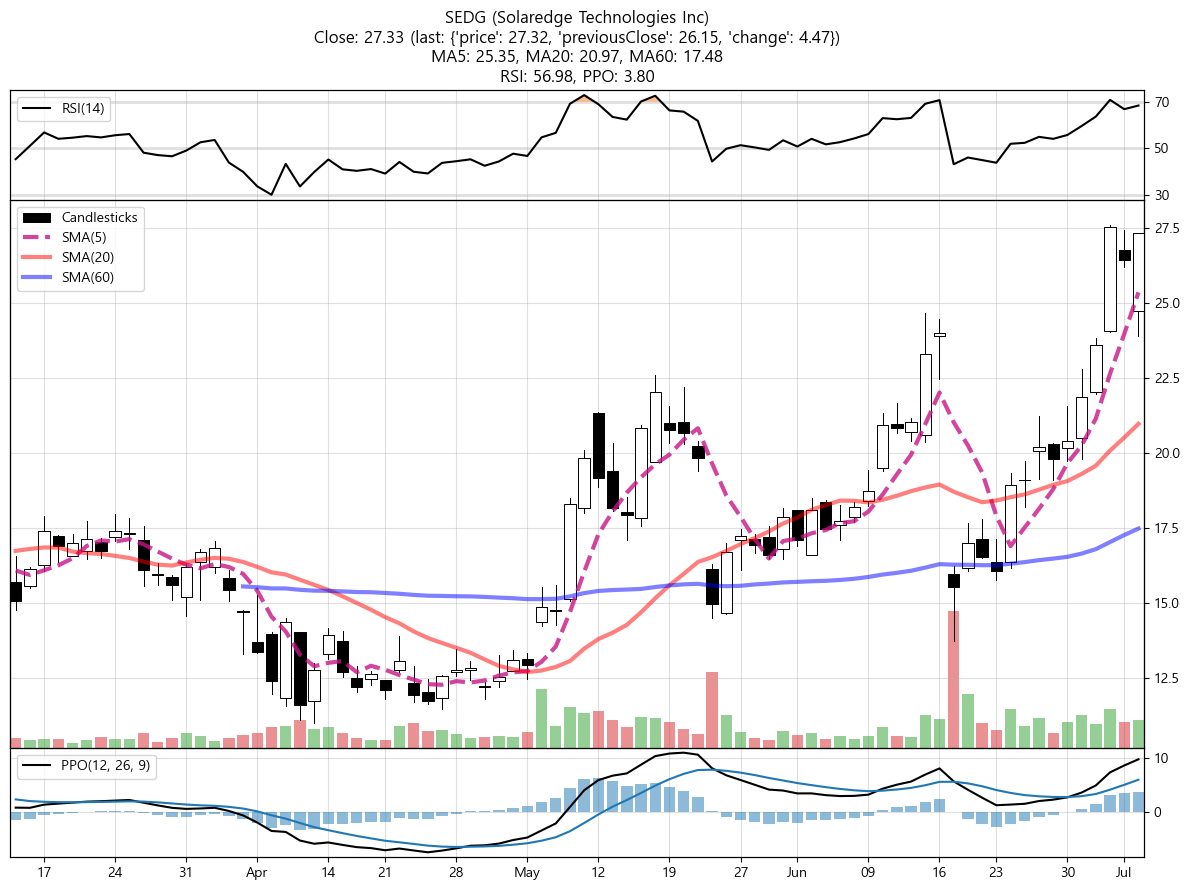 SEDG (Solaredge Technologies Inc)
Close: 27.33 (last: {'price': 27.32, 'previousClose': 26.15, 'change': 4.47})
MA5: 25.35, MA20: 20.97, MA60: 17.48
RSI: 56.98, PPO: 3.80
RSI(14)
70
50
30
Candlesticks
SMA(5)
SMA(20)
SMA(60)
27.5
25.0
22.5
20.0
17.5
15.0
12.5
PPO(12, 26, 9)
10
0
17 24 31 Apr 14 21 28 May 12 19 27 Jun 09 16 23 30 Jul